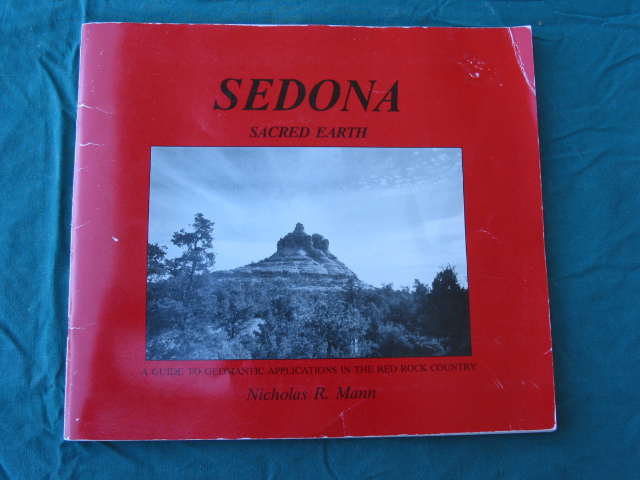 SEDONA
SACRED EARTH
A GUIDE TO GEOMANTIC APPLICATIONS IN THE RED ROCK COUNTRY
Nicholas R. Mann